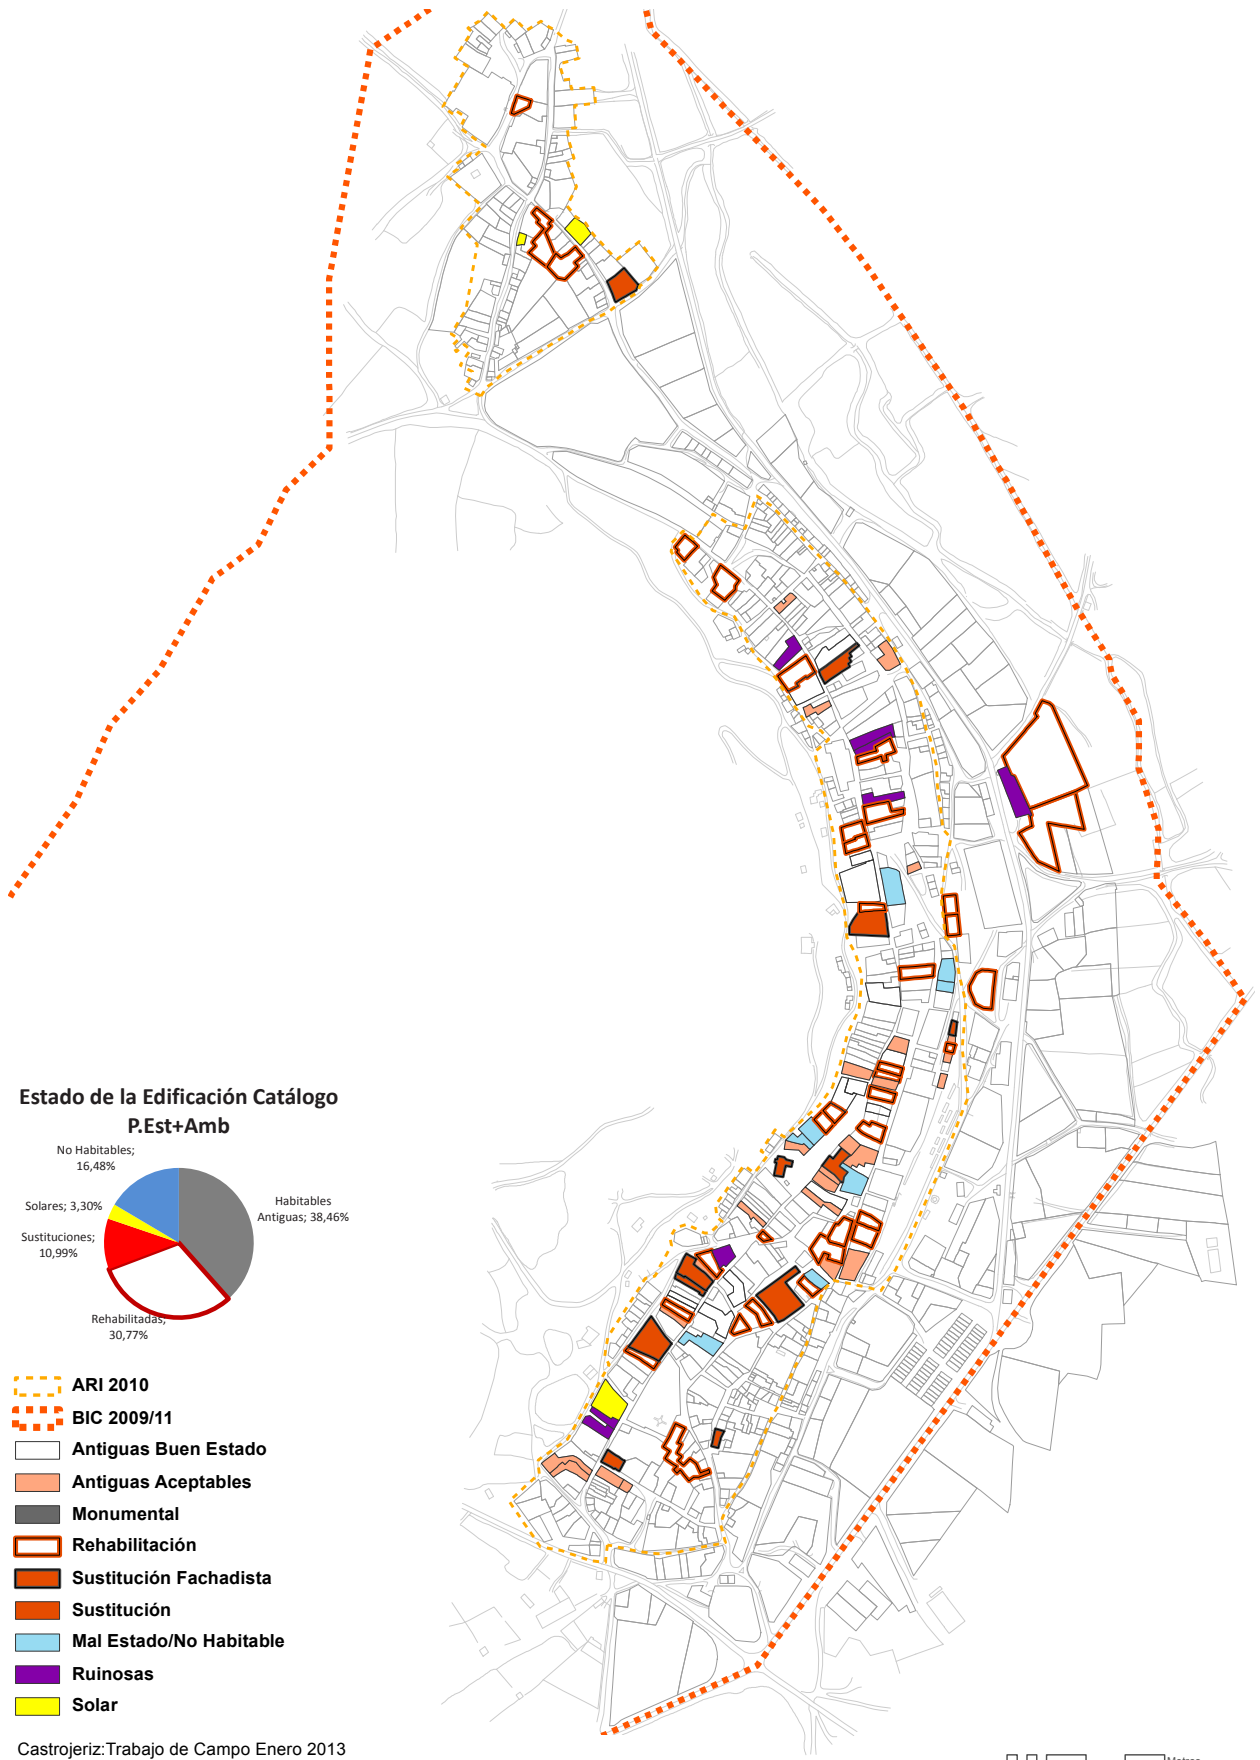 Estado de la Edificación Catálogo
P.Est+Amb
No Habitables;
16,48%
Solares; 3,30%
Habitables
Antiguas; 38,46%
Sustituciones;
10,99%
Rehabilitadas;
30,77%
ARI 2010
BIC 2009/11
Antiguas Buen Estado
Antiguas Aceptables
Monumental
Rehabilitación
Sustitución Fachadista
Sustitución
Mal Estado/No Habitable
Ruinosas
Solar
Castrojeriz:Trabajo de Campo Enero 2013
Metros